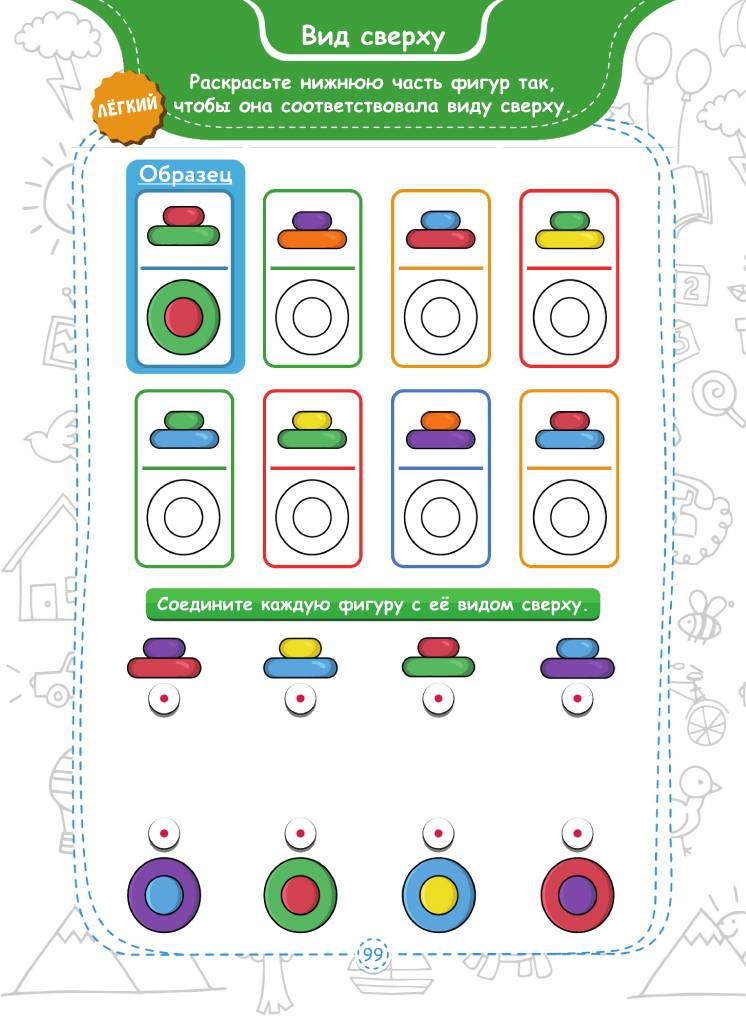 Вид сверху
Раскрасьте нижнюю часть фигур так,
чтобы она соответствовала виду сверху.
ЛЁГКИЙ
Образец
Соедините каждую фигуру с её видом сверху.
99